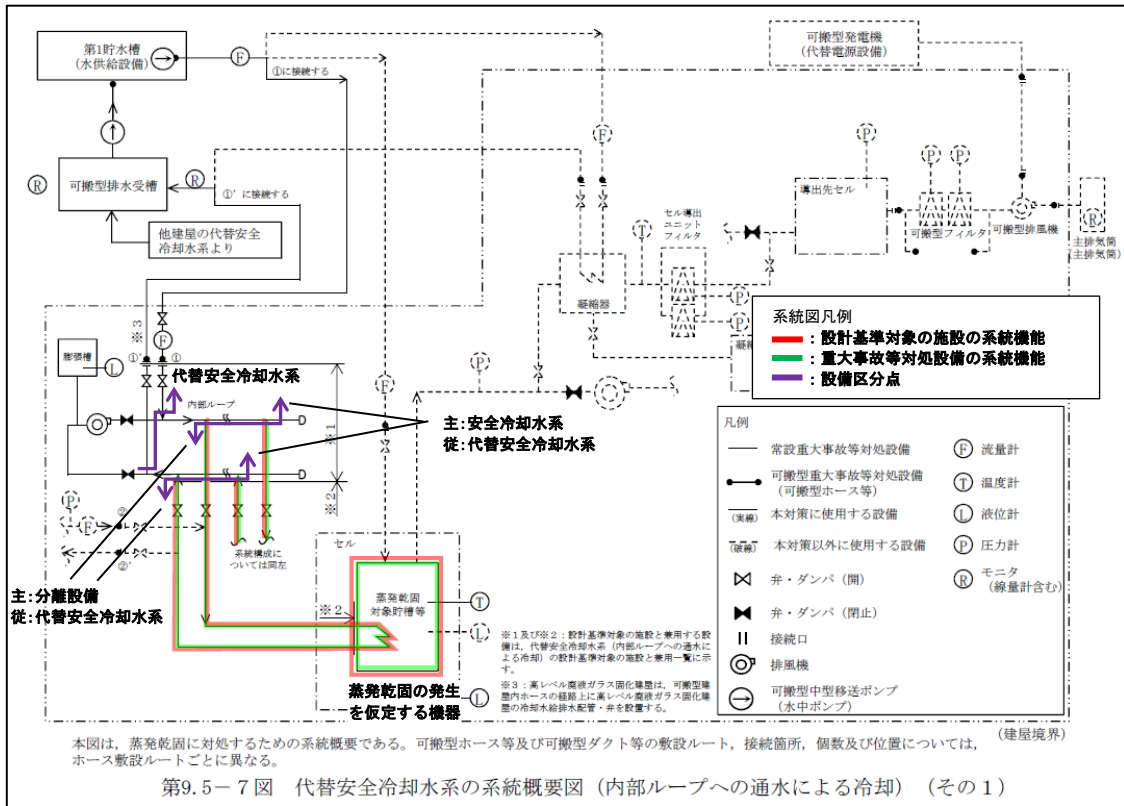 第1貯水槽
(水供給設備)
F
①に接続する
可搬型発電機
(代替電源設備)
R
可搬型排水受槽
R
①’に接続する
他建屋の代替安全
冷却水系より
F
P
P
P
導出先セル
セル導出
ユニット
フィルタ
T
可搬型フィルタ
可搬型排風機
R
主排気筒
(主排気筒)
凝縮器
P
P
凝縮
系統図凡例
:設計基準対象の施設の系統機能
:重大事故等対処設備の系統機能
:設備区分点
※3
F
膨張槽
L
①’
①
代替安全冷却水系
内部ループ
P
F
※1
主:安全冷却水系
従:代替安全冷却水系
※2
P
F
②
②’
系統構成に
ついては同左
主:分離設備
従:代替安全冷却水系
セル
蒸発乾固
対象貯槽等
※2
T
L
L
蒸発乾固の発生
を仮定する機器
※1及び※2:設計基準対象の施設と兼用する設
備は,代替安全冷却水系(内部ループへの通水に
よる冷却)の設計基準対象の施設と兼用一覧に示
す。
※3:高レベル廃液ガラス固化建屋は,可搬型建
屋内ホースの経路上に高レベル廃液ガラス固化建
屋の冷却水給排水配管・弁を設置する。
凡例
常設重大事故等対処設備
可搬型重大事故等対処設備
(可搬型ホース等)
(実線) 本対策に使用する設備
(破線) 本対策以外に使用する設備
弁・ダンパ(開)
弁・ダンパ(閉止)
接続口
排風機
可搬型中型移送ポンプ
(水中ポンプ)
F 流量計
T 温度計
L 液位計
P 圧力計
R モニタ
(線量計含む)
(建屋境界)
本図は,蒸発乾固に対処するための系統概要である。可搬型ホース等及び可搬型ダクト等の敷設ルート,接続箇所,個数及び位置については,
ホース敷設ルートごとに異なる。
第9.5-7図 代替安全冷却水系の系統概要図(内部ループへの通水による冷却)(その1)